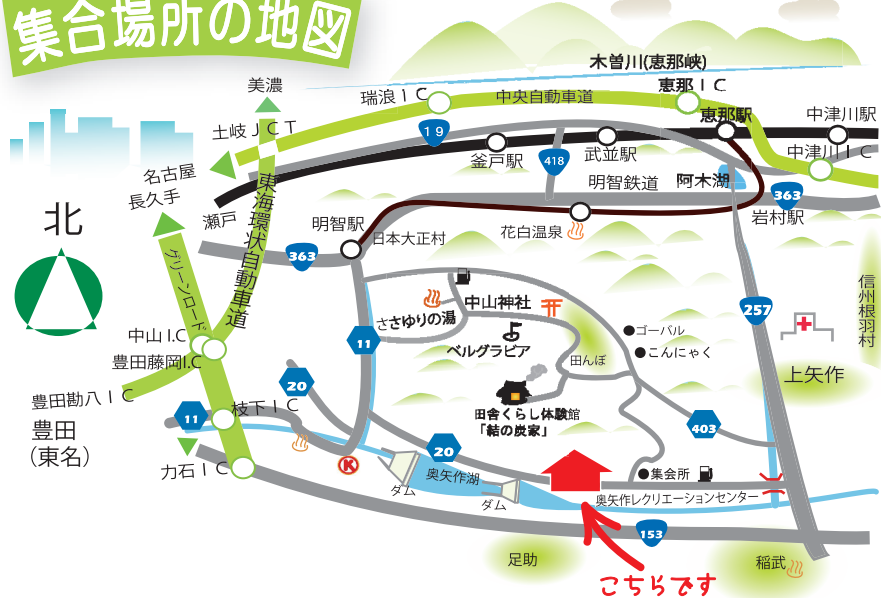 集合場所の地図
木曽川(恵那峡)
美濃
瑞浪ＩＣ
中央自動車道
恵那ＩＣ
恵那駅
中津川駅
土岐ＪＣＴ
19
釜戸駅
418
武並駅
中津川ＩＣ
名古屋
長久手
東海環状自動車道
明智鉄道
阿木湖
363
北
瀬戸
明智駅
日本大正村
花白温泉
岩村駅
363
グリーンロード
信州根羽村
中山神社
ささゆりの湯
257
中山I.C
11
ベルグラビア
ゴーバル
こんにゃく
豊田藤岡I.C
田んぼ
上矢作
20
豊田勘八ＩＣ
枝下ＩＣ
11
田舎くらし体験館
「結の炭家」
403
豊田
(東名)
20
力石ＩＣ
K
奥矢作湖
集会所
ダム
ダム
奥矢作レクリエーションセンター
153
足助
稲武
こちらです